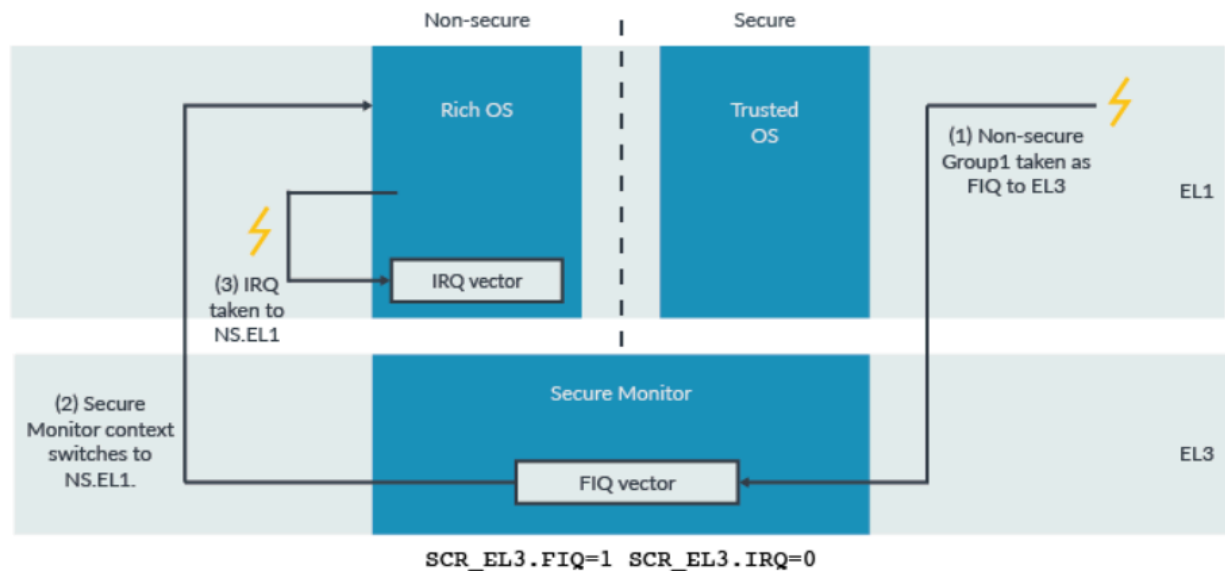 Non-secure
Secure
Rich OS
Trusted
OS
(1) Non-secure
Group1 taken as
FIQ to EL3
EL1
(3) IRQ
taken to
NS.EL1
IRQ vector
(2) Secure
Monitor context
switches to
NS.EL1.
Secure Monitor
FIQ vector
EL3
SCR_EL3.FIQ=1 SCR_EL3.IRQ=0